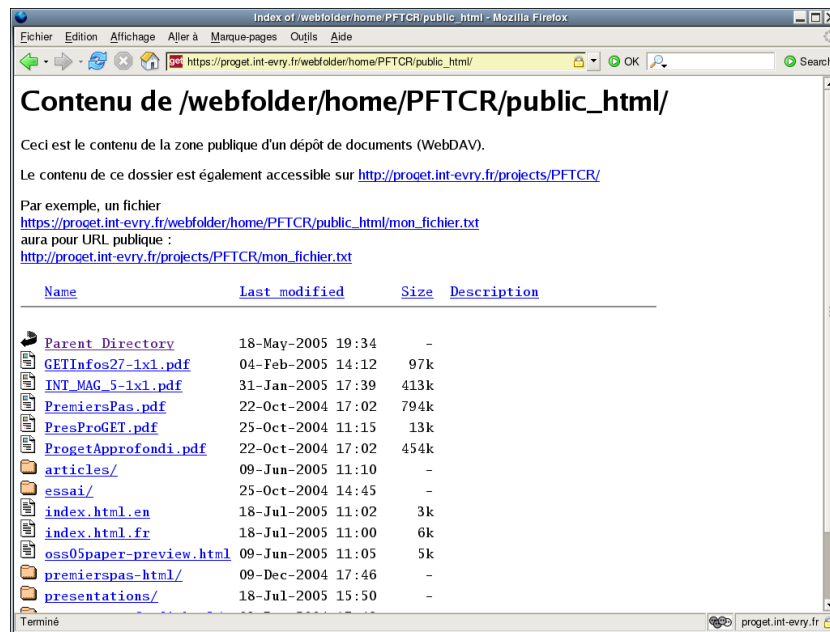 Index of /webfolder/home/PFTCR/public_html - Mozilla Firefox
Fichier Edition Affichage Aller à Marque-pages Outils Aide
get https://proget.int-evry.fr/webfolder/home/PFTCR/public_html/ OK Search
Contenu de /webfolder/home/PFTCR/public_html/
Ceci est le contenu de la zone publique d'un dépôt de documents (WebDAV).
Le contenu de ce dossier est également accessible sur http://proget.int-evry.fr/projects/PFTCR/
Par exemple, un fichier
https://proget.int-evry.fr/webfolder/home/PFTCR/public_html/mon_fichier.txt
aura pour URL publique :
http://proget.int-evry.fr/projects/PFTCR/mon_fichier.txt
Name Last modified Size Description
Parent Directory 18-May-2005 19:34 -
GETInfos27-1x1.pdf 04-Feb-2005 14:12 97k
INT_MAG_5-1x1.pdf 31-Jan-2005 17:39 413k
PremiersPas.pdf 22-Oct-2004 17:02 794k
PresProGET.pdf 25-Oct-2004 11:15 13k
ProgetApprofondi.pdf 22-Oct-2004 17:02 454k
articles/ 09-Jun-2005 11:10 -
essai/ 25-Oct-2004 14:45 -
index.html.en 18-Jul-2005 11:02 3k
index.html.fr 18-Jul-2005 11:00 6k
oss05paper-preview.html 09-Jun-2005 11:05 5k
premierspas-html/ 09-Dec-2004 17:46 -
presentations/ 18-Jul-2005 15:50 -
Terminé proget.int-evry.fr